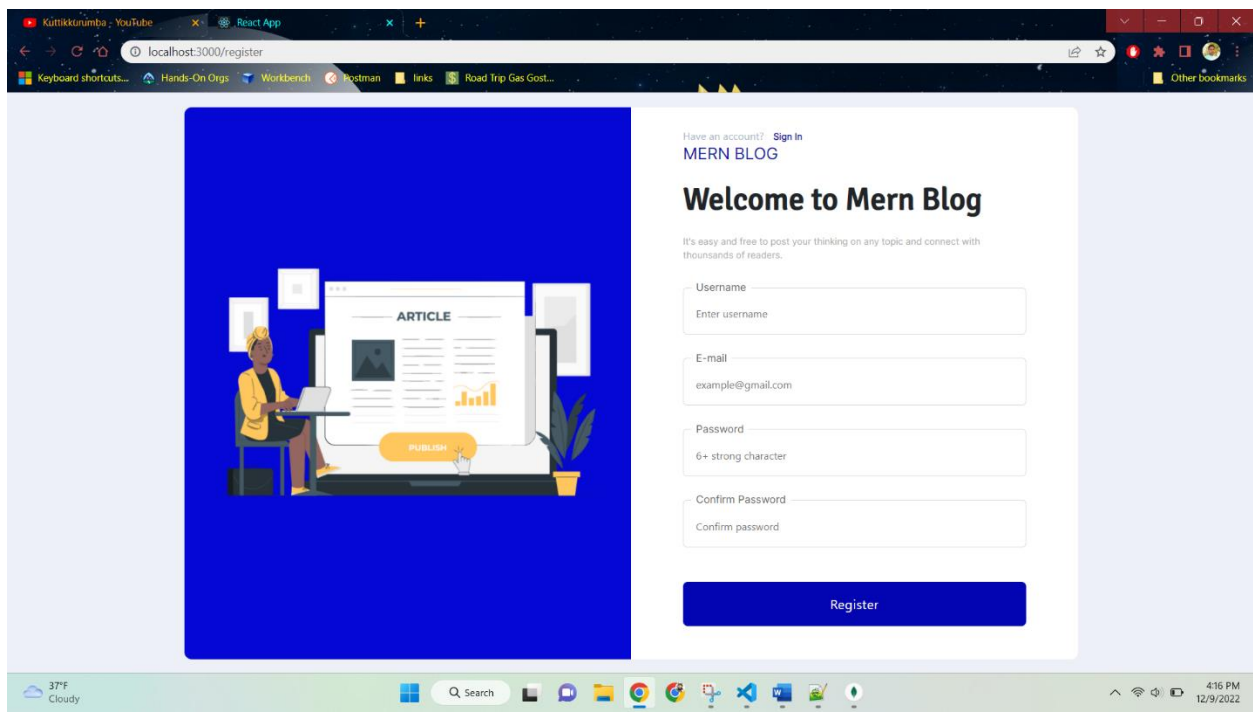 Kuttikkurumba - YouTube
React App
localhost:3000/register
Keyboard shortcuts...
Hands-On Orgs
Workbench
Postman
links
Road Trip Gas Gost...
Other bookmarks
Have an account? Sign In
MERN BLOG
Welcome to Mern Blog
It's easy and free to post your thinking on any topic and connect with
thounsands of readers.
Username
Enter username
E-mail
example@gmail.com
Password
6+ strong character
Confirm Password
Confirm password
Register
ARTICLE
PUBLISH
37°F
Cloudy
Search
4:16 PM
12/9/2022